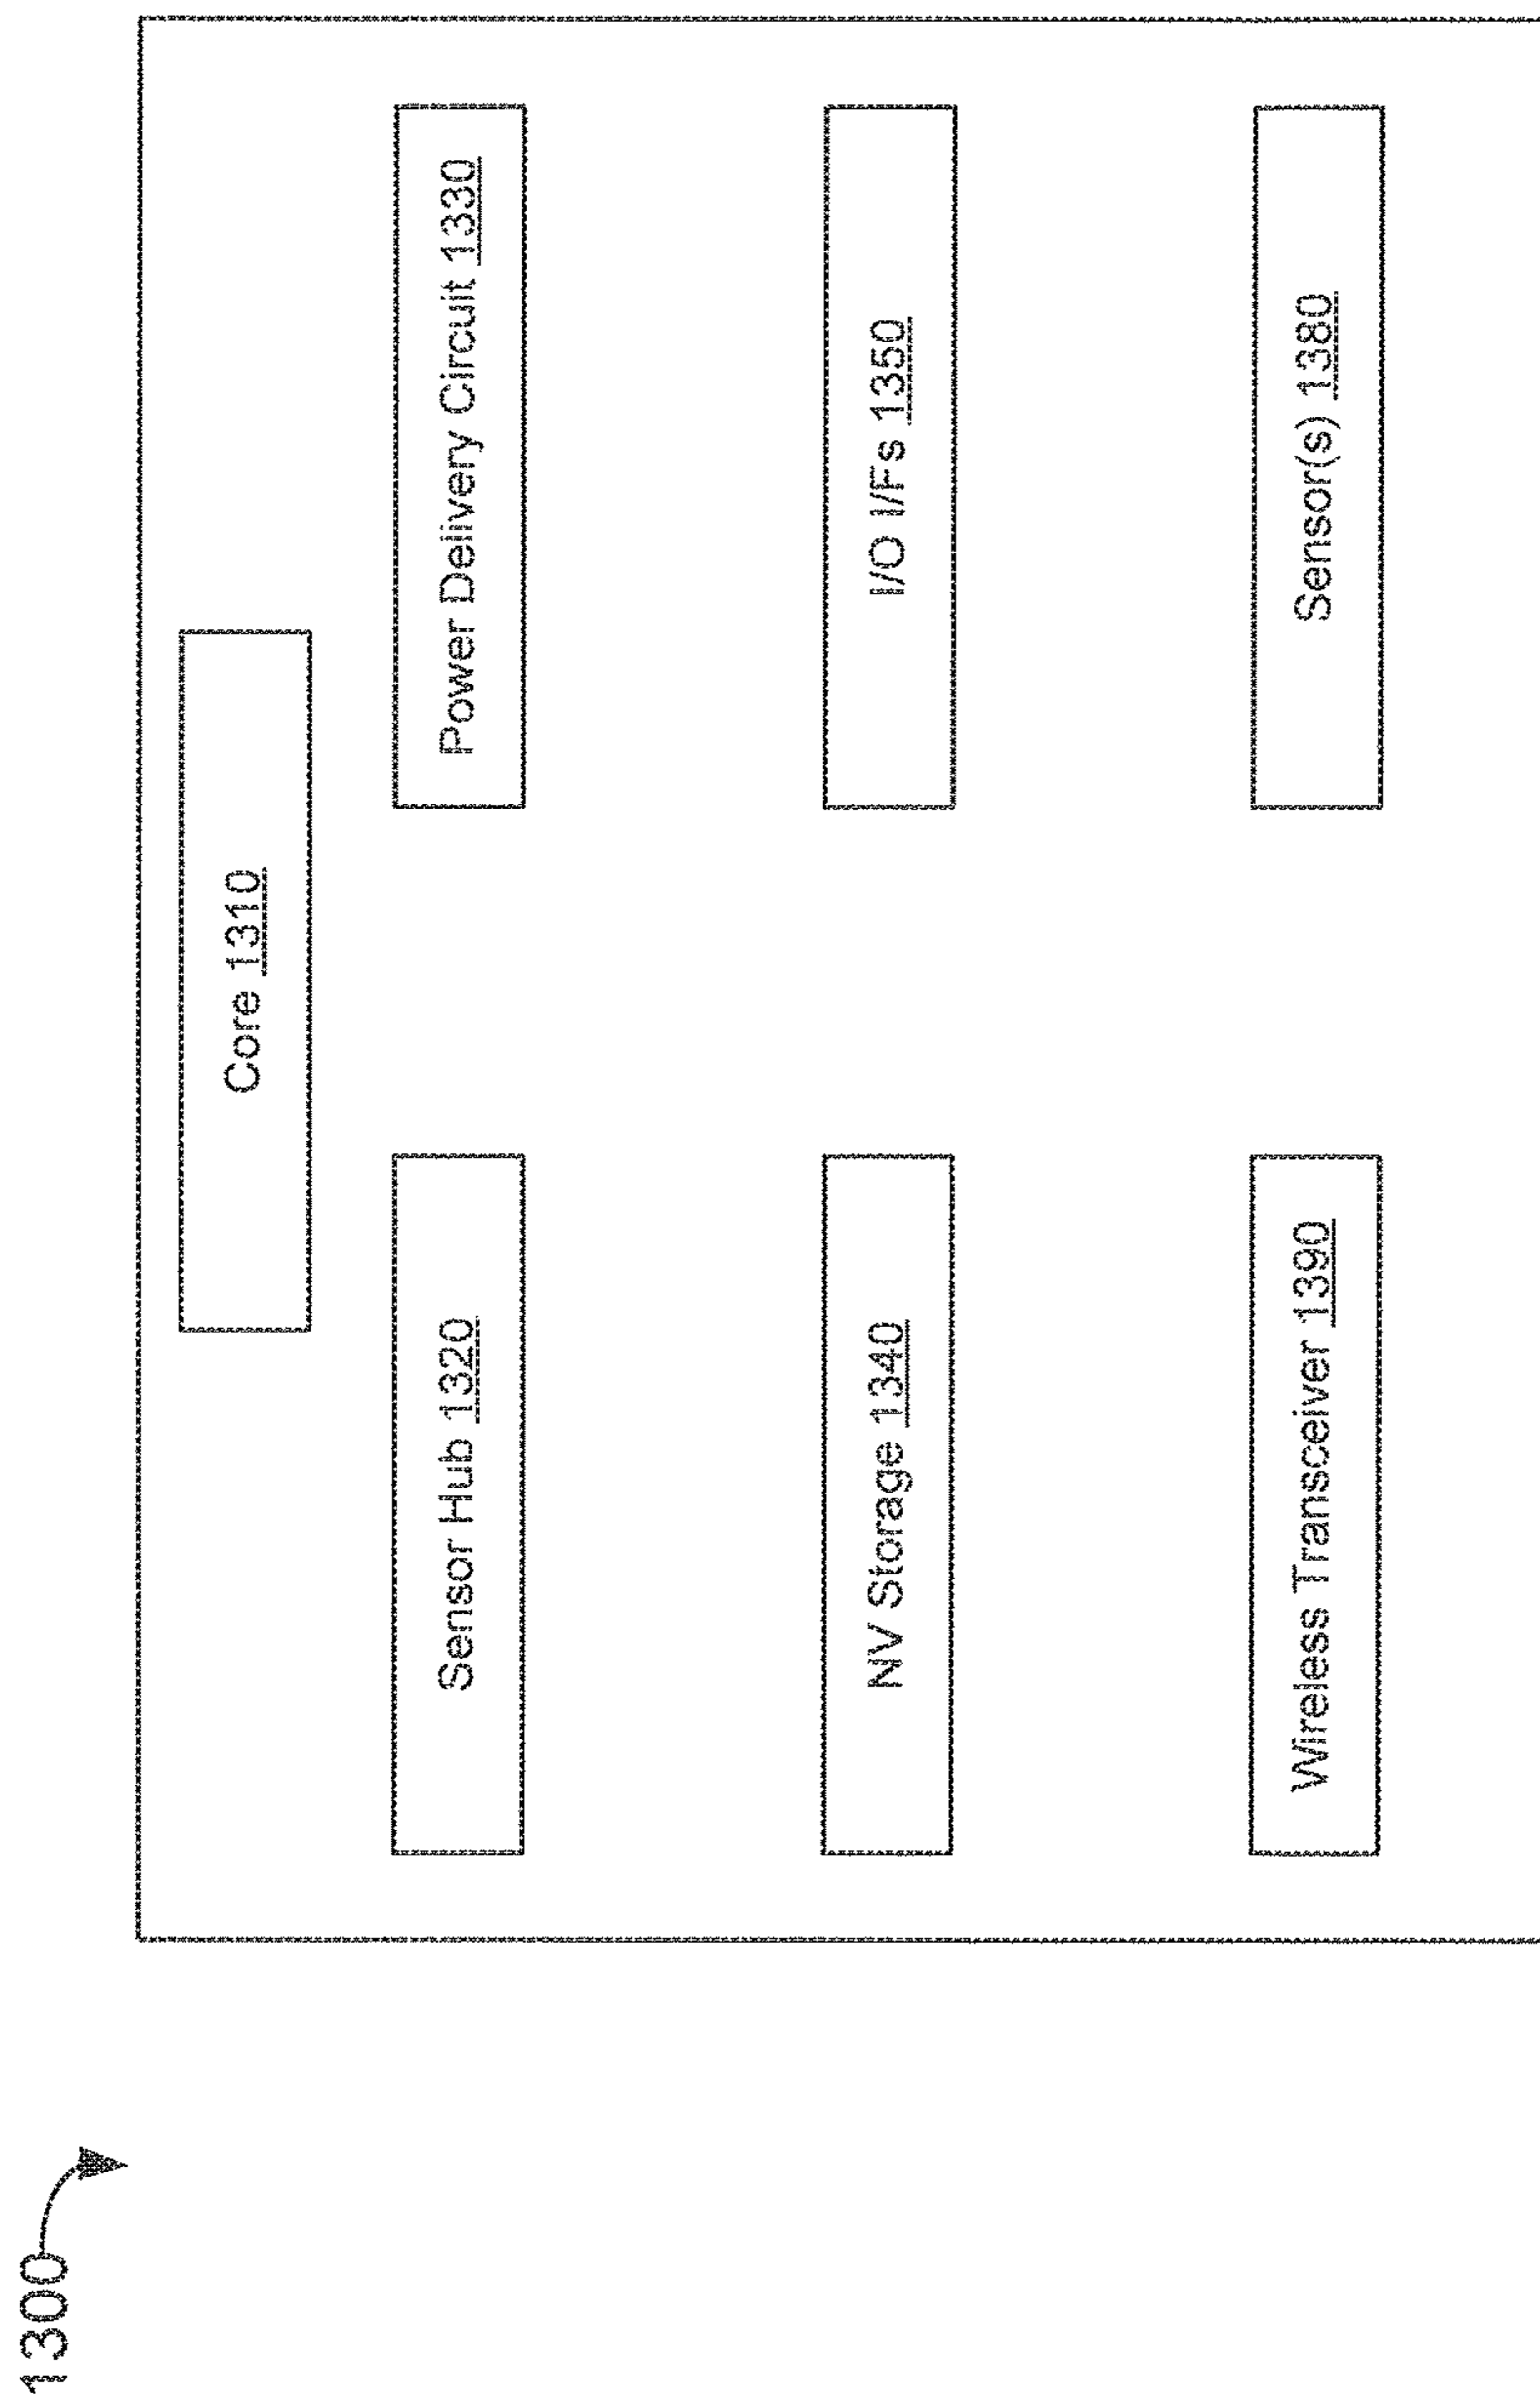 1300
Core 1310
Sensor Hub 1320
Power Delivery Circuit 1330
NV Storage 1340
I/O I/Fs 1350
Wireless Transceiver 1390
Sensor(s) 1380